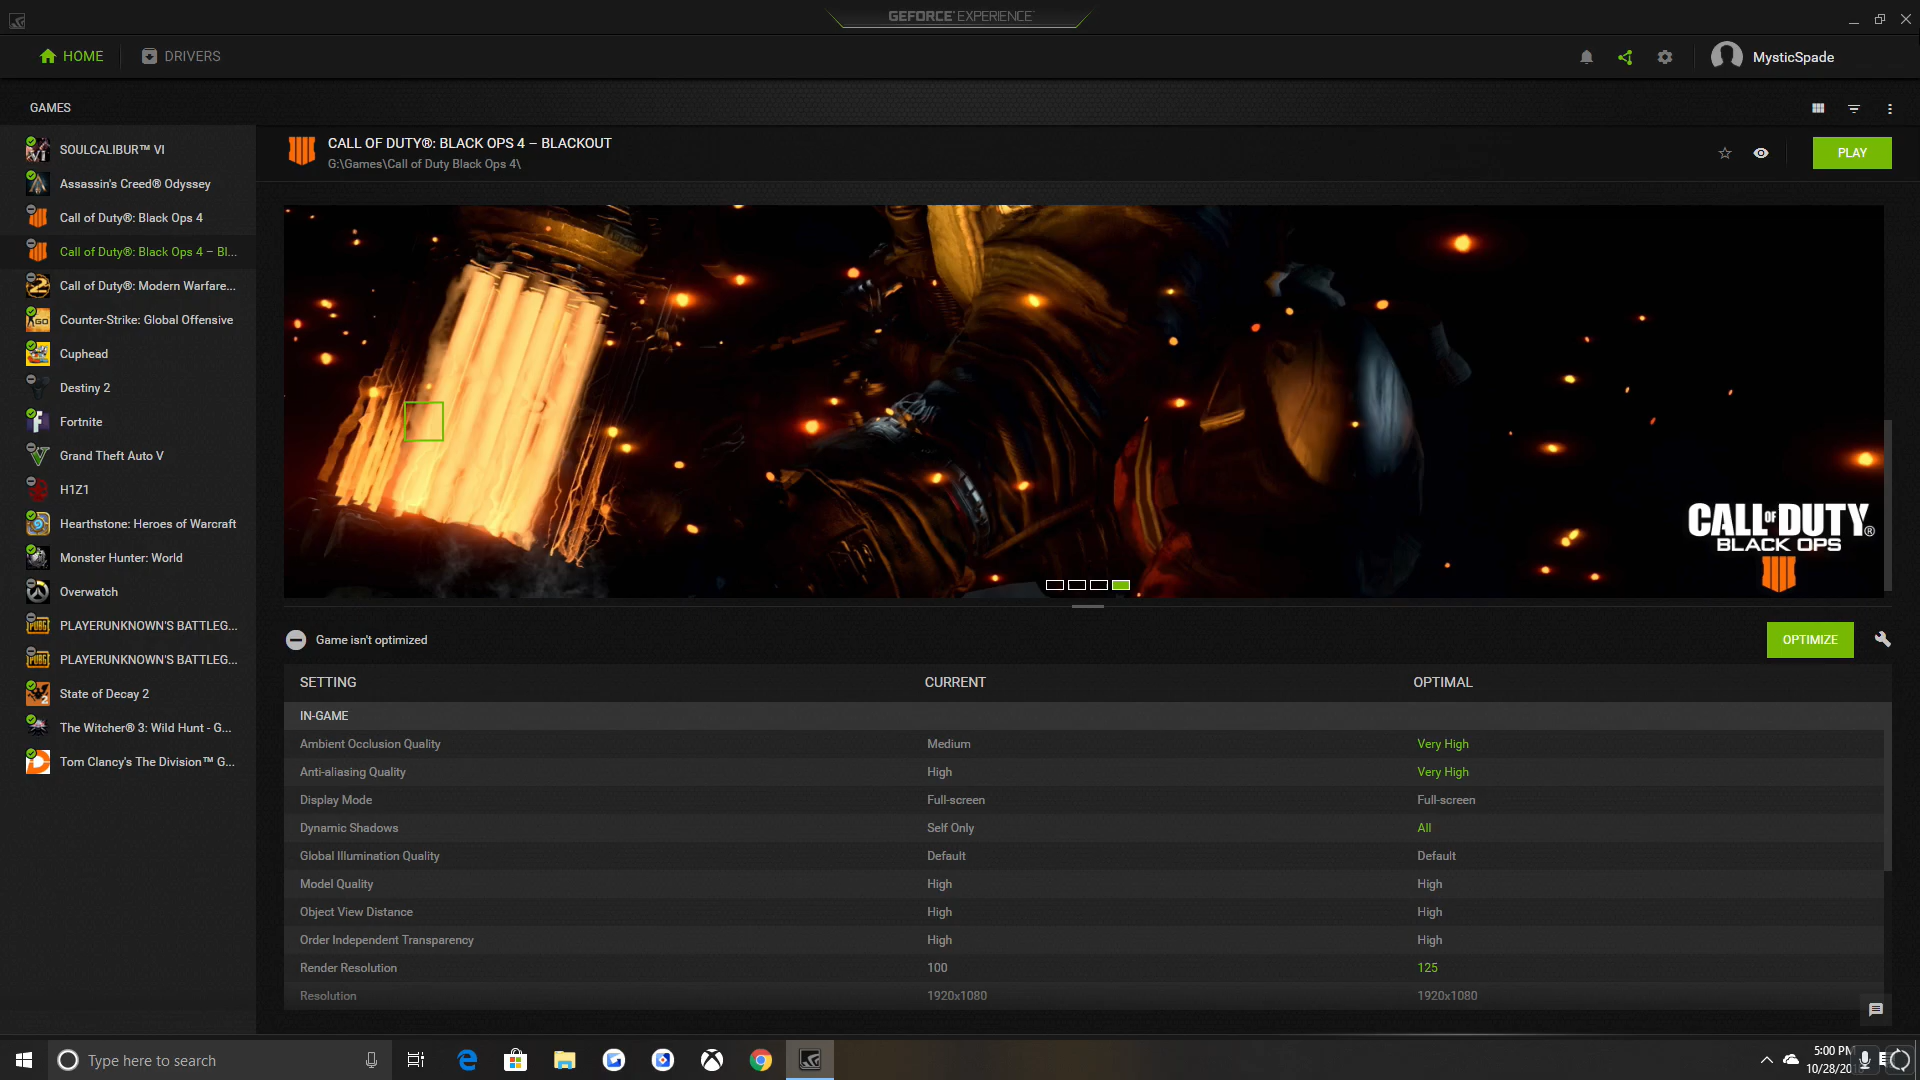 GEFORCE® EXPERIENCE™
HOME
DRIVERS
MysticSpade
GAMES
SOULCALIBUR™ VI
Assassin's Creed® Odyssey
Call of Duty®: Black Ops 4
Call of Duty®: Black Ops 4 – Bl...
Call of Duty®: Modern Warfare...
Counter-Strike: Global Offensive
Cuphead
Destiny 2
Fortnite
Grand Theft Auto V
H1Z1
Hearthstone: Heroes of Warcraft
Monster Hunter: World
Overwatch
PLAYERUNKNOWN'S BATTLEG...
PLAYERUNKNOWN'S BATTLEG...
State of Decay 2
The Witcher® 3: Wild Hunt - G...
Tom Clancy's The Division™ G...
CALL OF DUTY®: BLACK OPS 4 – BLACKOUT
G:\Games\Call of Duty Black Ops 4\
PLAY
CALL OF DUTY®
BLACK OPS
IIII
Game isn't optimized
OPTIMIZE
SETTING CURRENT OPTIMAL
IN-GAME
Ambient Occlusion Quality Medium Very High
Anti-aliasing Quality High Very High
Display Mode Full-screen Full-screen
Dynamic Shadows Self Only All
Global Illumination Quality Default Default
Model Quality High High
Object View Distance High High
Order Independent Transparency High High
Render Resolution 100 125
Resolution 1920x1080 1920x1080
Type here to search
5:00 PM